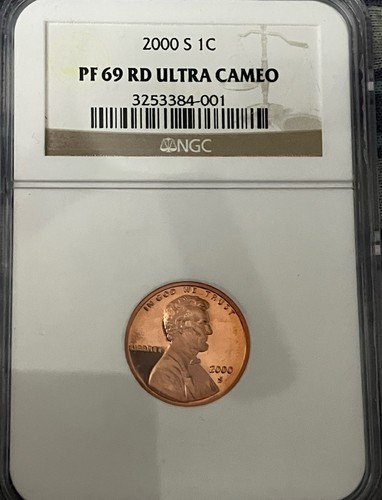 2000 S 1C
PF 69 RD ULTRA CAMEO
3253384-001
NGC
IN GOD WE TRUST
LIBERTY
2000
S